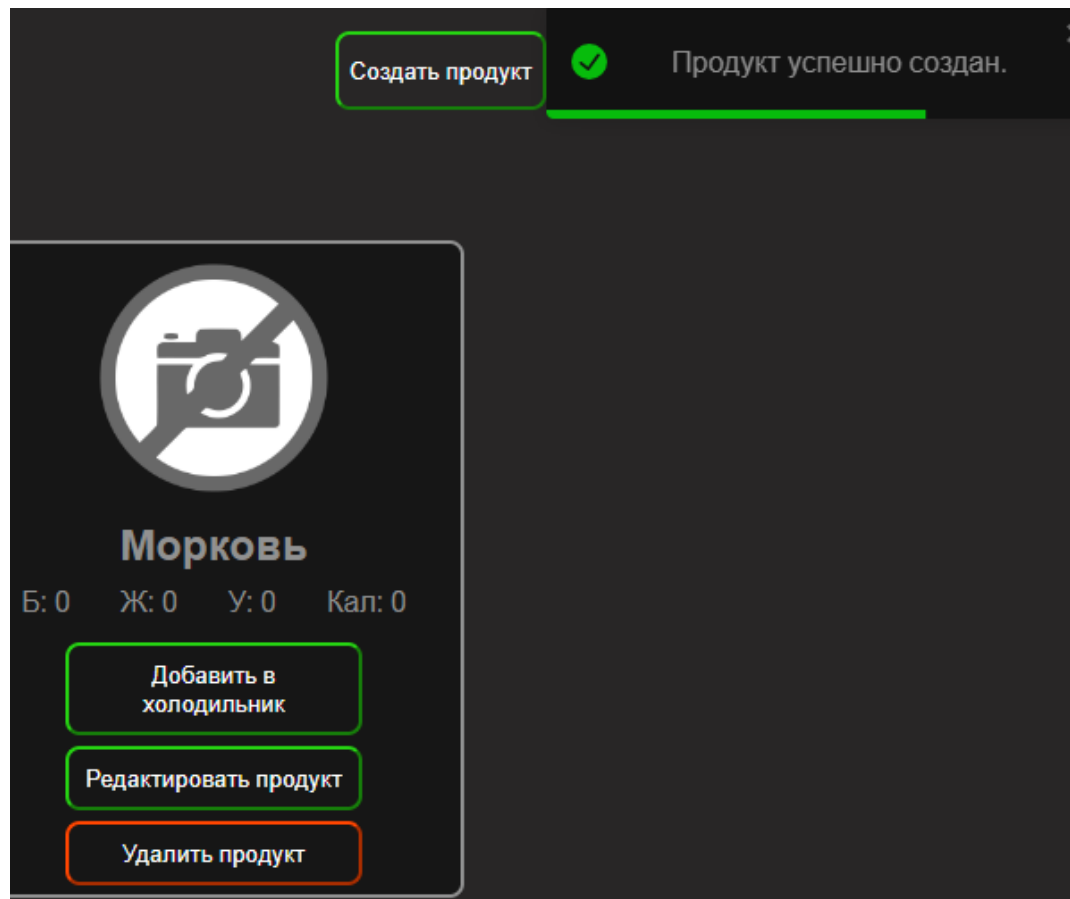 Создать продукт
Продукт успешно создан.
Морковь
Б: 0 Ж: 0 У: 0 Кал: 0
Добавить в
холодильник
Редактировать продукт
Удалить продукт